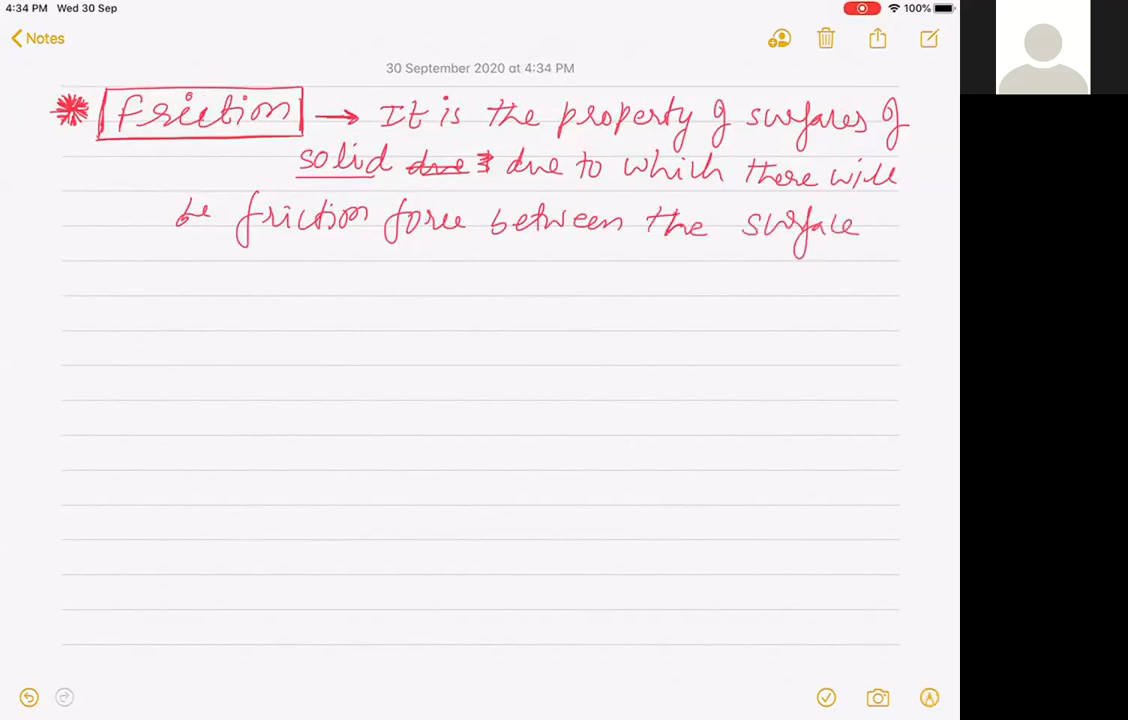 4:34 PM Wed 30 Sep 100%
Notes
30 September 2020 at 4:34 PM
Friction → It is the property of surfaces of
solid due due to which there will
be friction force between the surface